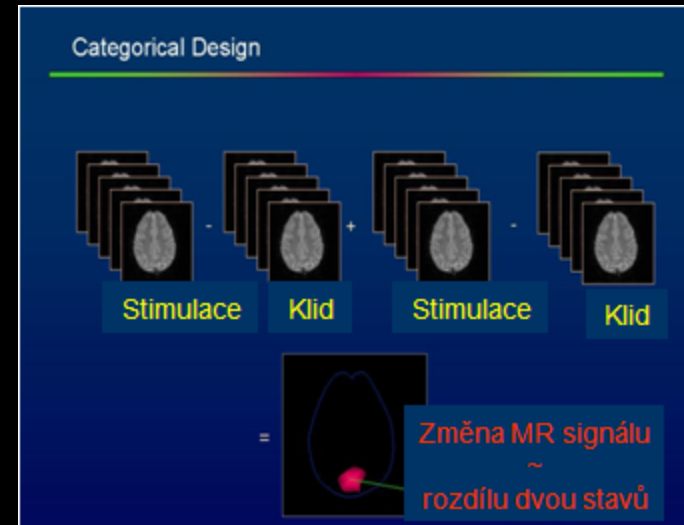 Categorical Design
- + -
Stimulace Klid Stimulace Klid
=
Změna MR signálu
~
rozdílu dvou stavů